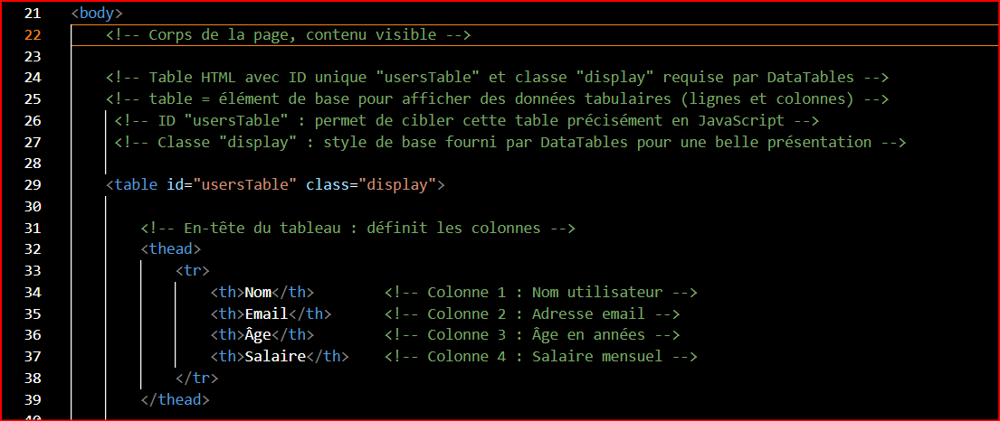 21 <body>
22 <!-- Corps de la page, contenu visible -->
23
24 <!-- Table HTML avec ID unique "usersTable" et classe "display" requise par DataTables -->
25 <!-- table = élément de base pour afficher des données tabulaires (lignes et colonnes) -->
26 <!-- ID "usersTable" : permet de cibler cette table précisément en JavaScript -->
27 <!-- Classe "display" : style de base fourni par DataTables pour une belle présentation -->
28
29 <table id="usersTable" class="display">
30
31 <!-- En-tête du tableau : définit les colonnes -->
32 <thead>
33 <tr>
34 <th>Nom</th> <!-- Colonne 1 : Nom utilisateur -->
35 <th>Email</th> <!-- Colonne 2 : Adresse email -->
36 <th>Âge</th> <!-- Colonne 3 : Âge en années -->
37 <th>Salaire</th> <!-- Colonne 4 : Salaire mensuel -->
38 </tr>
39 </thead>